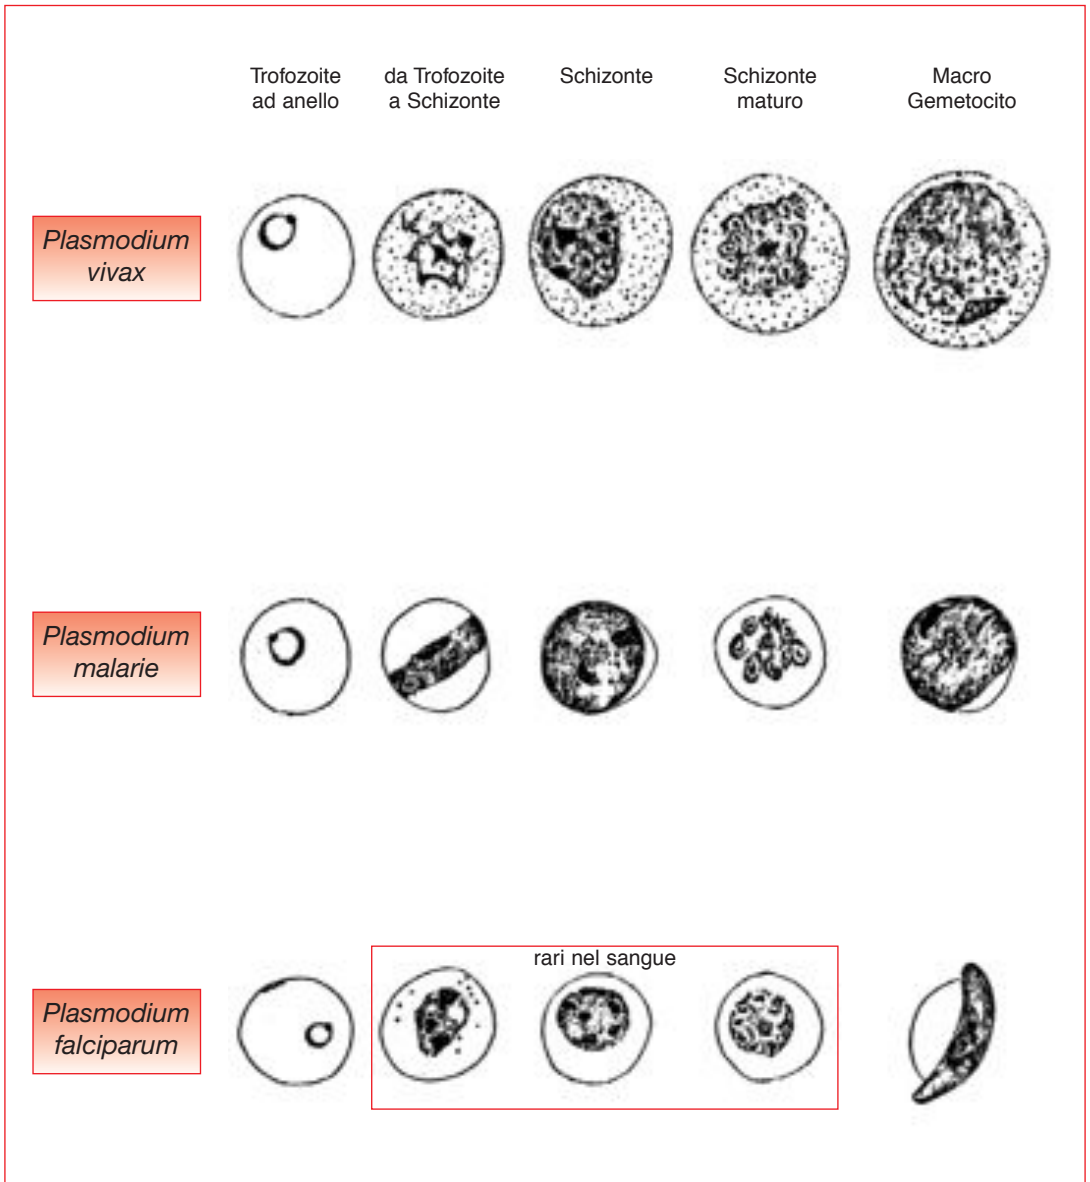 Trofozoite
ad anello
da Trofozoite
a Schizonte
Schizonte
Schizonte
maturo
Macro
Gemetocito
Plasmodium
vivax
Plasmodium
malarie
rari nel sangue
Plasmodium
falciparum